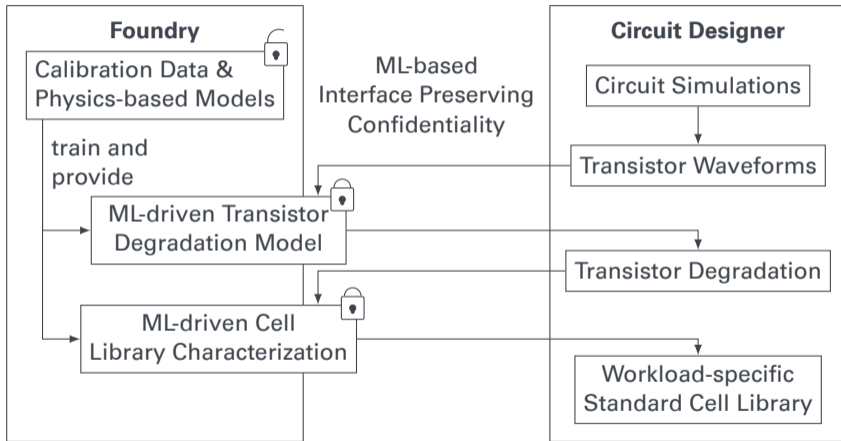 Foundry
Calibration Data &
Physics-based Models
train and
provide
ML-driven Transistor
Degradation Model
ML-driven Cell
Library Characterization
ML-based
Interface Preserving
Confidentiality
Circuit Designer
Circuit Simulations
Transistor Waveforms
Transistor Degradation
Workload-specific
Standard Cell Library